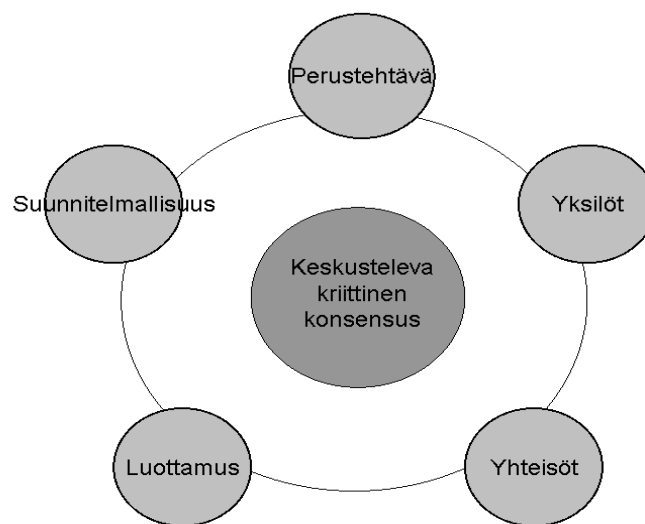 Perustehtävä
Suunnitelmallisuus
Yksilöt
Keskusteleva
kriittinen
konsensus
Luottamus
Yhteisöt